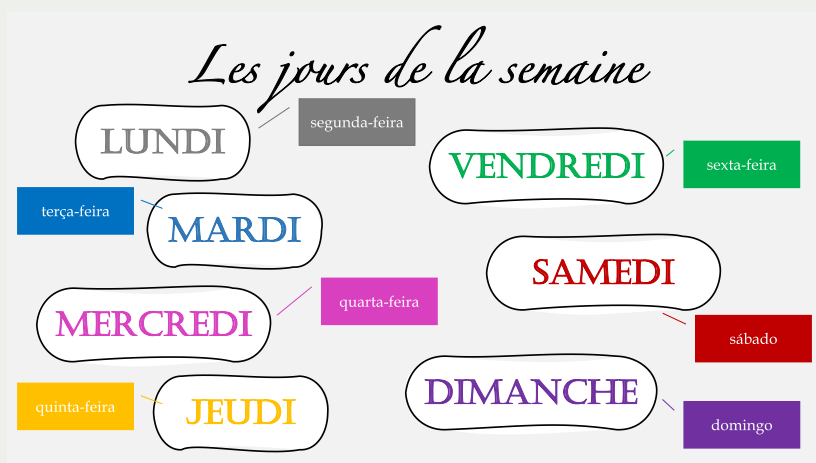 Les jours de la semaine
LUNDI
segunda-feira
terça-feira
MARDI
MERCREDI
quarta-feira
quinta-feira
JEUDI
VENDREDI
sexta-feira
SAMEDI
sábado
DIMANCHE
domingo